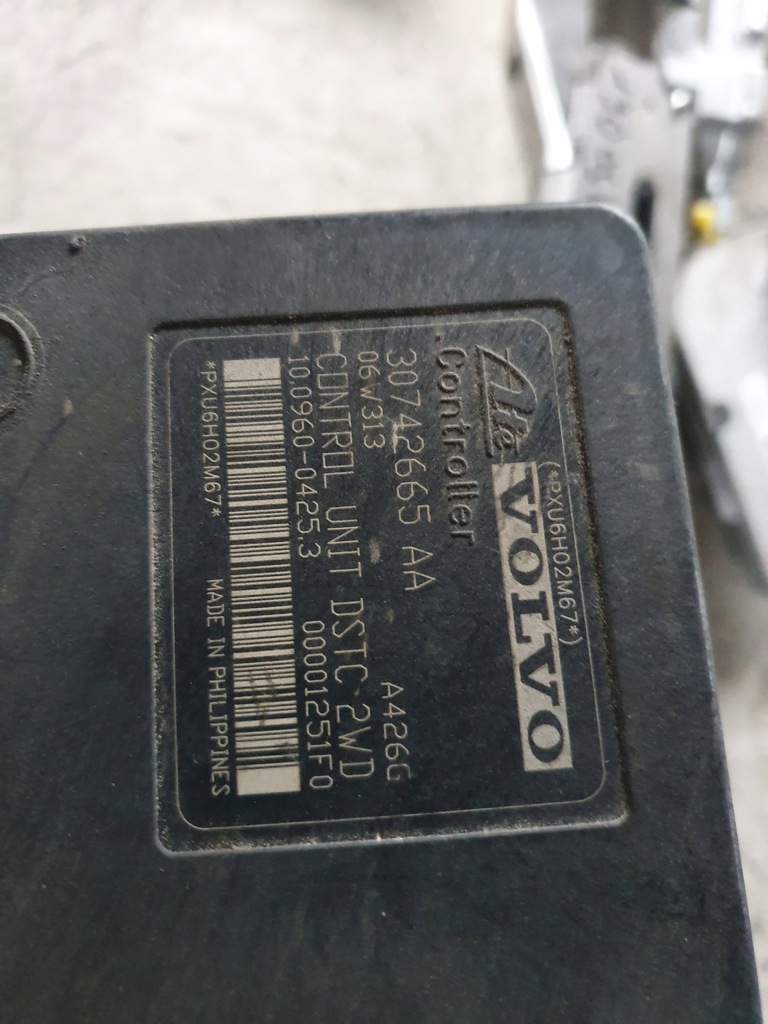 (*PXU6H02M67*)
Ate VOLVO
Controller
30742665 AA A426G
06W313
CONTROL UNIT DSTC 2WD
10.0960-0425.3 00001251F0
*PXU6H02M67* MADE IN PHILIPPINES